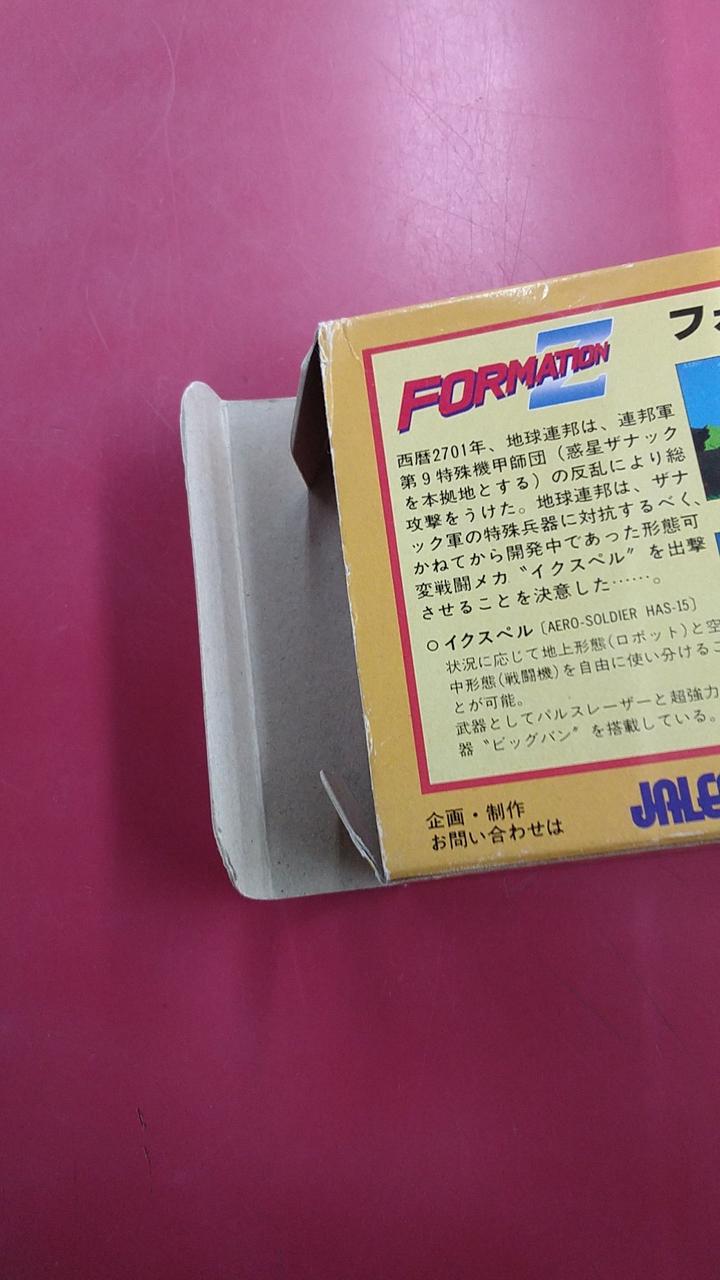 FORMATION Z
フォ
西暦2701年、地球連邦は、連邦軍
第9特殊機甲師団（惑星ザナック
を本拠地とする）の反乱により総
攻撃をうけた。地球連邦は、ザナ
ック軍の特殊兵器に対抗するべく、
かねてから開発中であった形態可
変戦闘メカ〝イクスペル〟を出撃
させることを決意した……。
○イクスペル〔AERO-SOLDIER HAS-15〕
状況に応じて地上形態(ロボット)と空
中形態(戦闘機)を自由に使い分けるこ
とが可能。
武器としてパルスレーザーと超強力
器〝ビッグバン〟を搭載している。
企画・制作
お問い合わせは
JALE